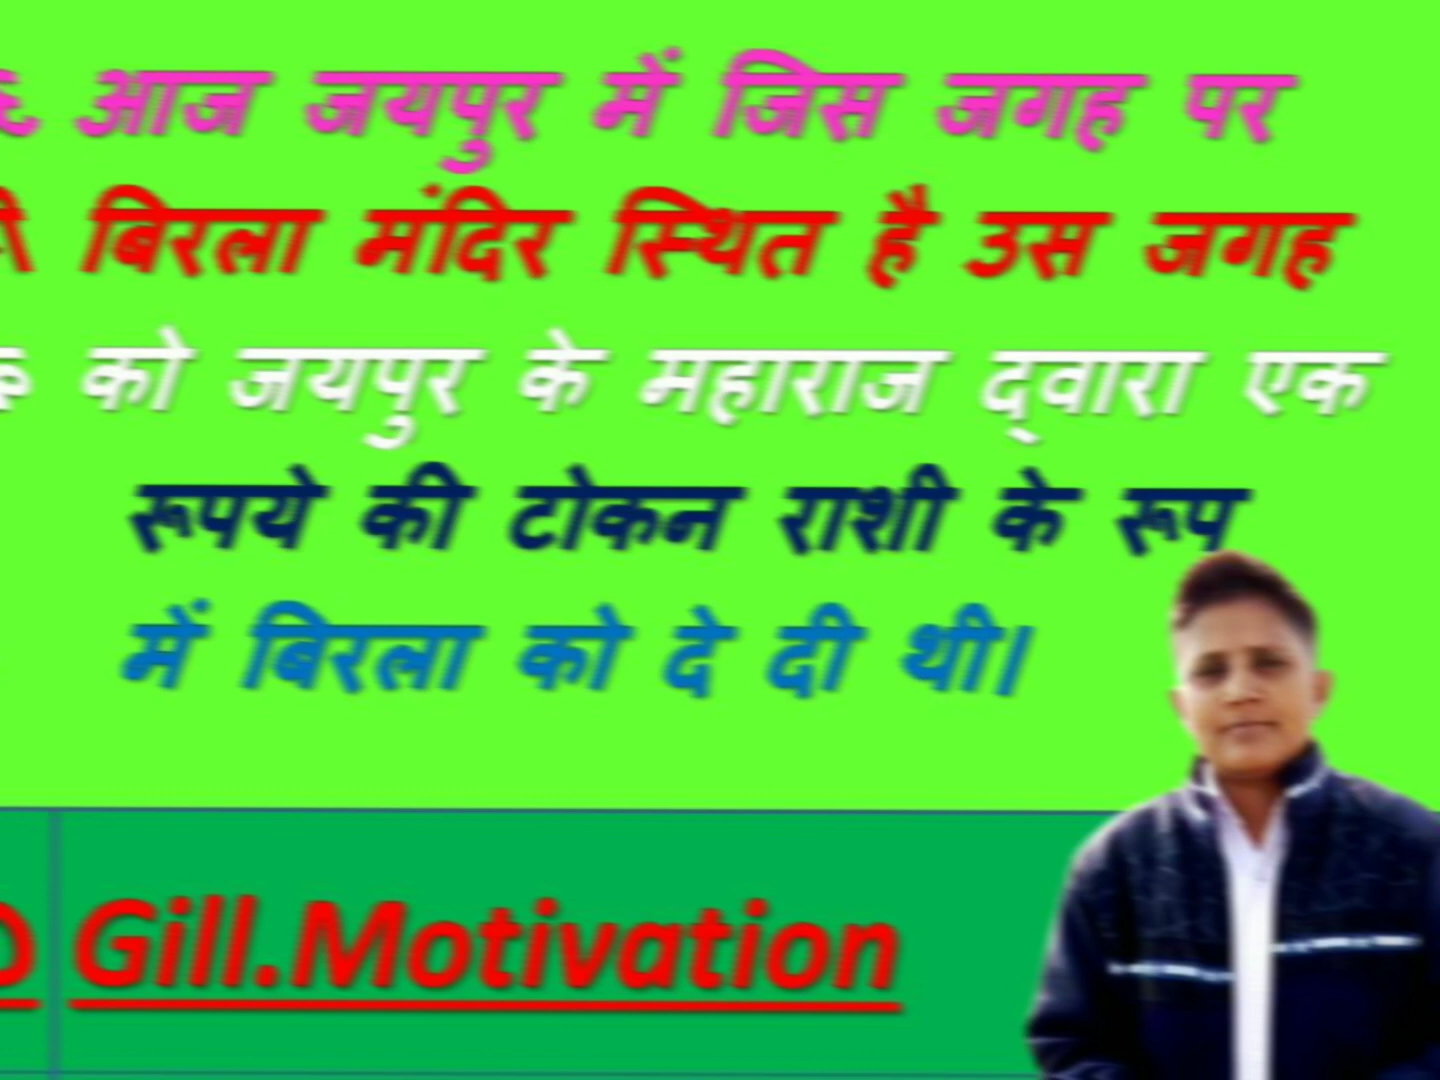 आज जयपुर में जिस जगह पर
बिरला मंदिर स्थित है उस जगह
को जयपुर के महाराज द्वारा एक
रूपये की टोकन राशी के रूप
में बिरला को दे दी थी।
Gill.Motivation